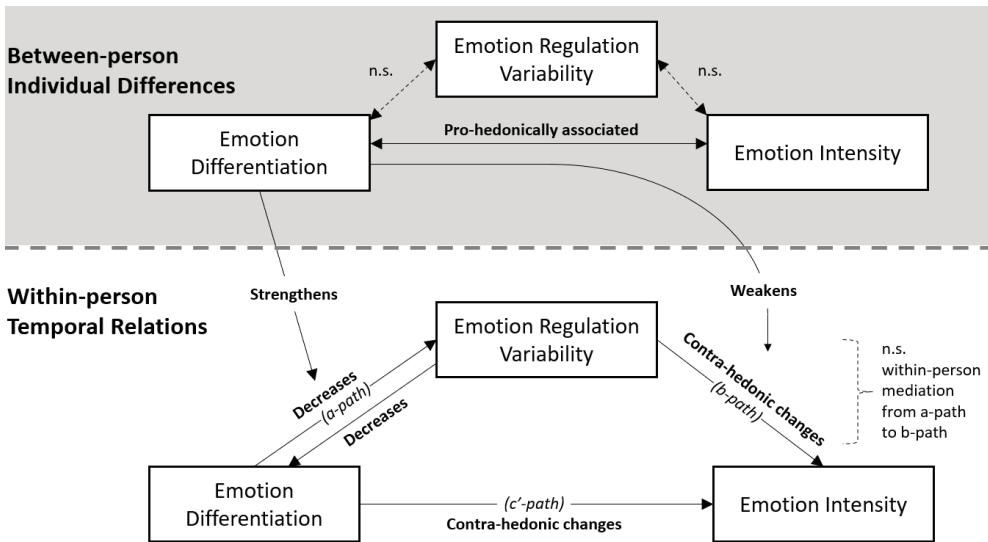 Between-person
Individual Differences
Emotion Regulation
Variability
n.s.
n.s.
Emotion
Differentiation
Pro-hedonically associated
Emotion Intensity
Within-person
Temporal Relations
Strengthens
Weakens
Emotion Regulation
Variability
Decreases
(a-path)
Decreases
Contra-hedonic changes
(b-path)
n.s.
within-person
mediation
from a-path
to b-path
Emotion
Differentiation
(c’-path)
Contra-hedonic changes
Emotion Intensity